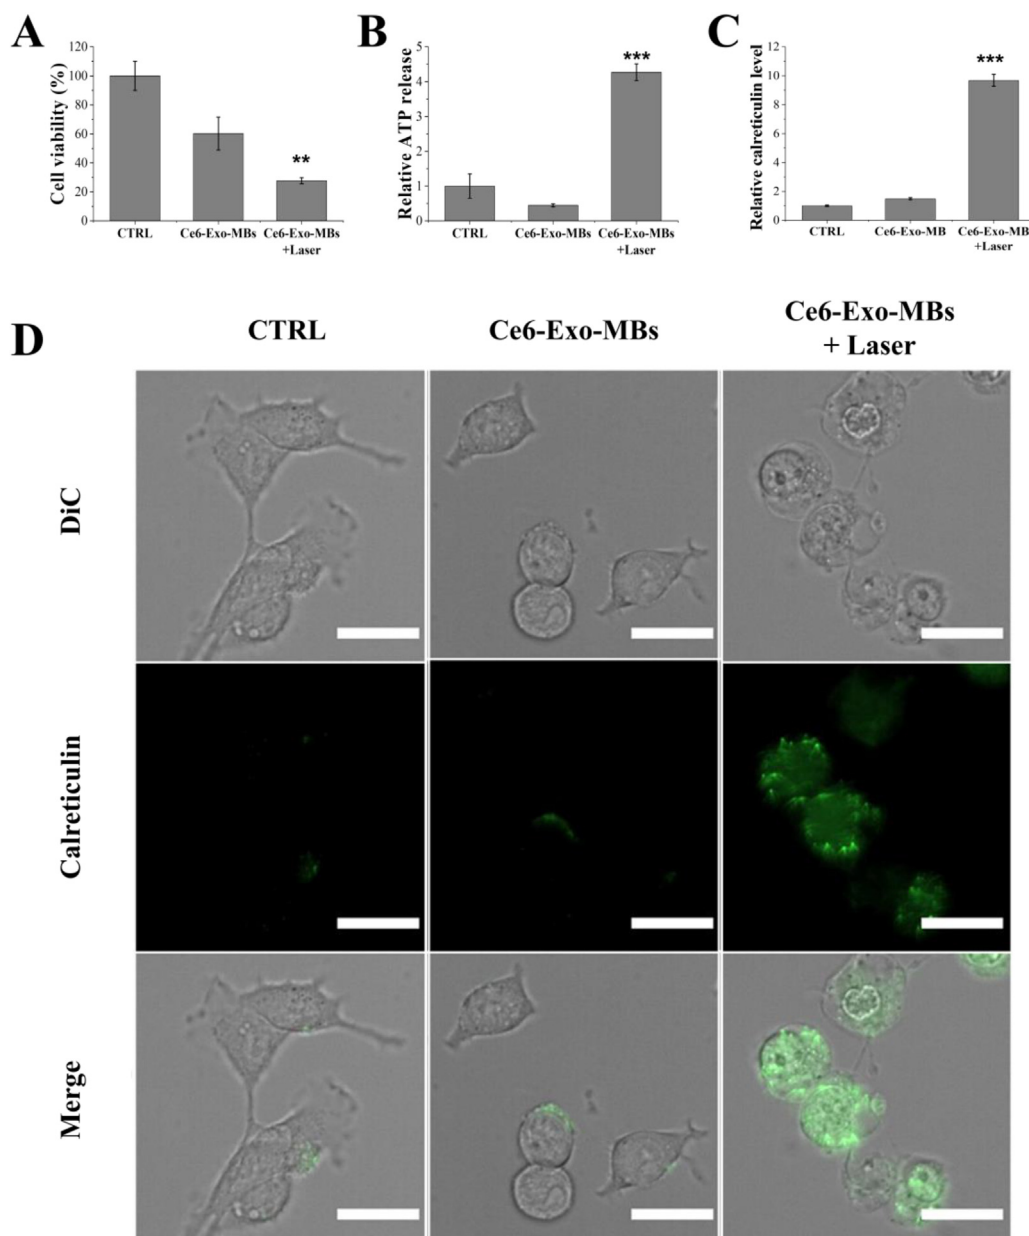 A
Cell viability (%)
120
100
80
60
40
20
0
**
CTRL
Ce6-Exo-MBs
Ce6-Exo-MBs
+Laser
B
Relative ATP release
5
4
3
2
1
0
***
CTRL
Ce6-Exo-MBs
Ce6-Exo-MBs
+Laser
C
Relative calreticulin level
12
10
8
6
4
2
0
***
CTRL
Ce6-Exo-MB
Ce6-Exo-MB
+Laser
D
CTRL
Ce6-Exo-MBs
Ce6-Exo-MBs
+ Laser
DiC
Calreticulin
Merge